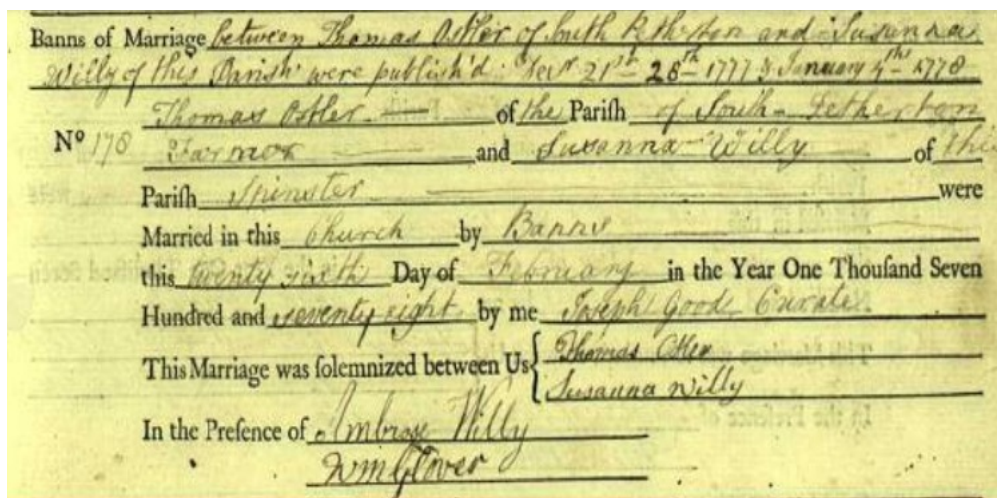 Banns of Marriage between Thomas Ostler of South Petherton and Susanna
Willy of this Parish were publish'd Decr 21st 28th 1777 & January 4th 1778
Thomas Ostler of the Parish of South-Petherton
No 178 Farmor and Susanna Willy of this
Pariſh Spinster were
Married in this Church by Banns
this twenty sixth Day of February in the Year One Thouſand Seven
Hundred and seventy eight by me Joseph Good Curate
This Marriage was ſolemnized between Us { Thomas Ostler
Susanna Willy
In the Preſence of Ambrose Willy
Wm Glover